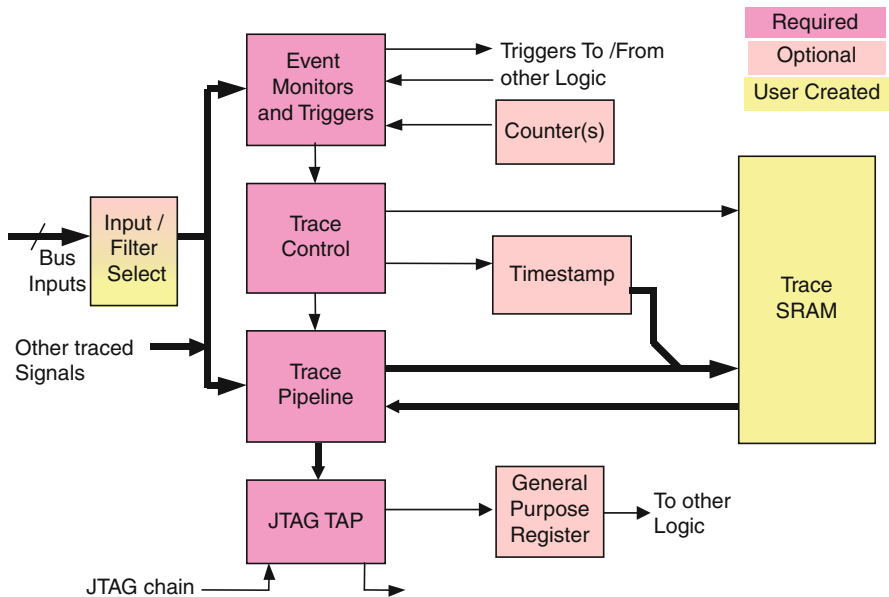 Required
Optional
User Created
Event
Monitors
and Triggers
Triggers To /From
other Logic
Counter(s)
Input /
Filter
Select
Bus
Inputs
Trace
Control
Timestamp
Trace
SRAM
Other traced
Signals
Trace
Pipeline
JTAG TAP
General
Purpose
Register
To other
Logic
JTAG chain